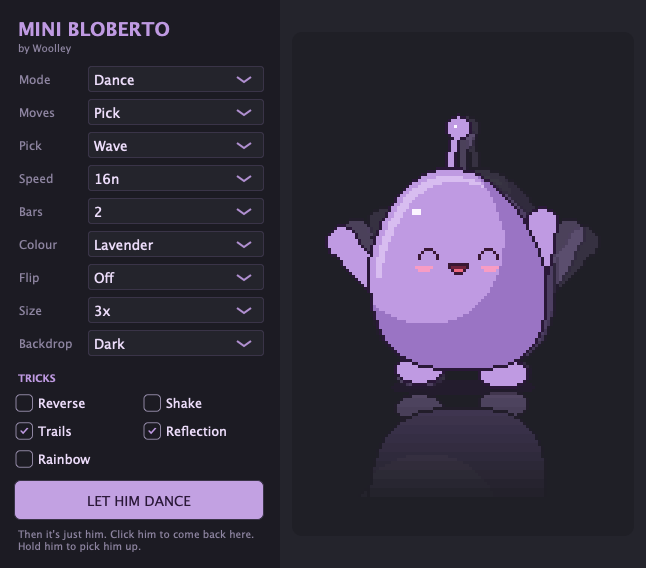 MINI BLOBERTO
by Woolley
Mode Dance
Moves Pick
Pick Wave
Speed 16n
Bars 2
Colour Lavender
Flip Off
Size 3x
Backdrop Dark
TRICKS
Reverse Shake
Trails Reflection
Rainbow
LET HIM DANCE
Then it's just him. Click him to come back here.
Hold him to pick him up.